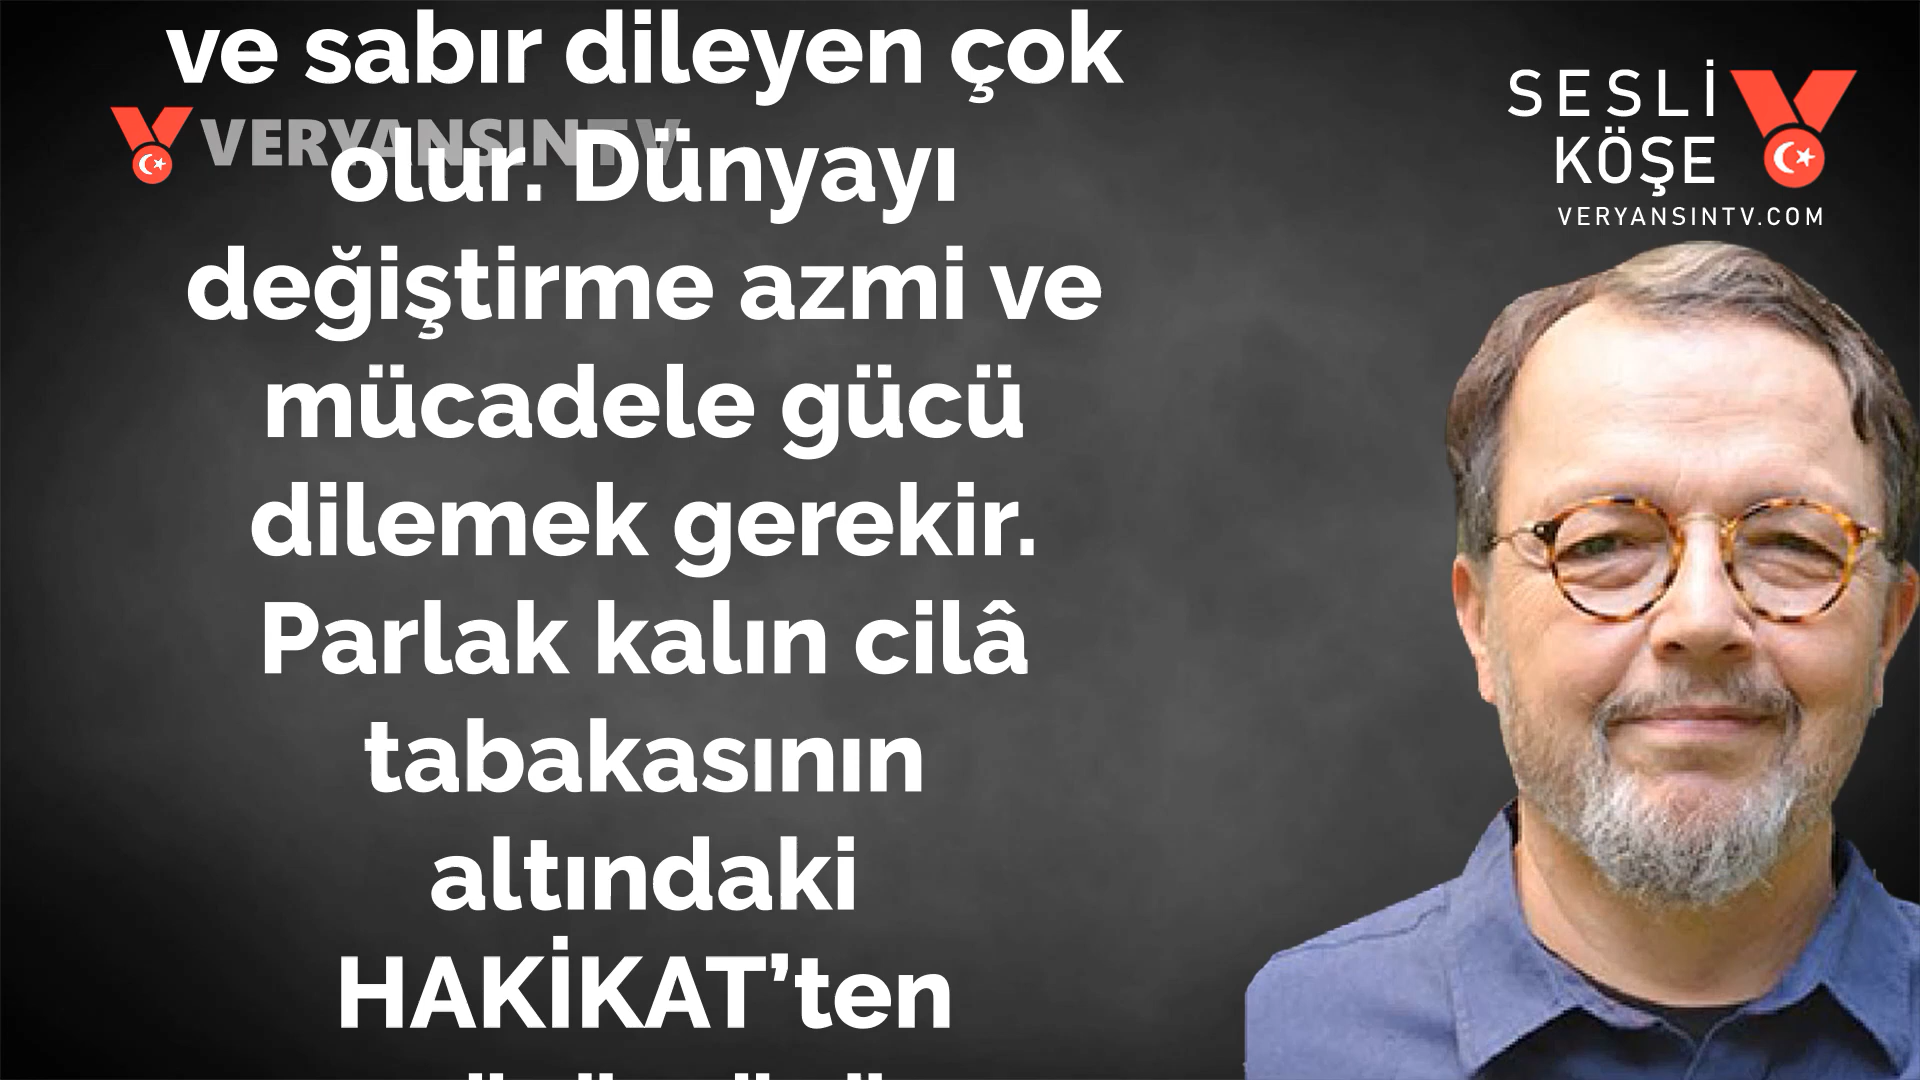 ve sabır dileyen çok
olur. Dünyayı
değiştirme azmi ve
mücadele gücü
dilemek gerekir.
Parlak kalın cilâ
tabakasının
altındaki
HAKİKAT’ten
VERYANSINTV
SESLİ
KÖŞE
VERYANSINTV.COM